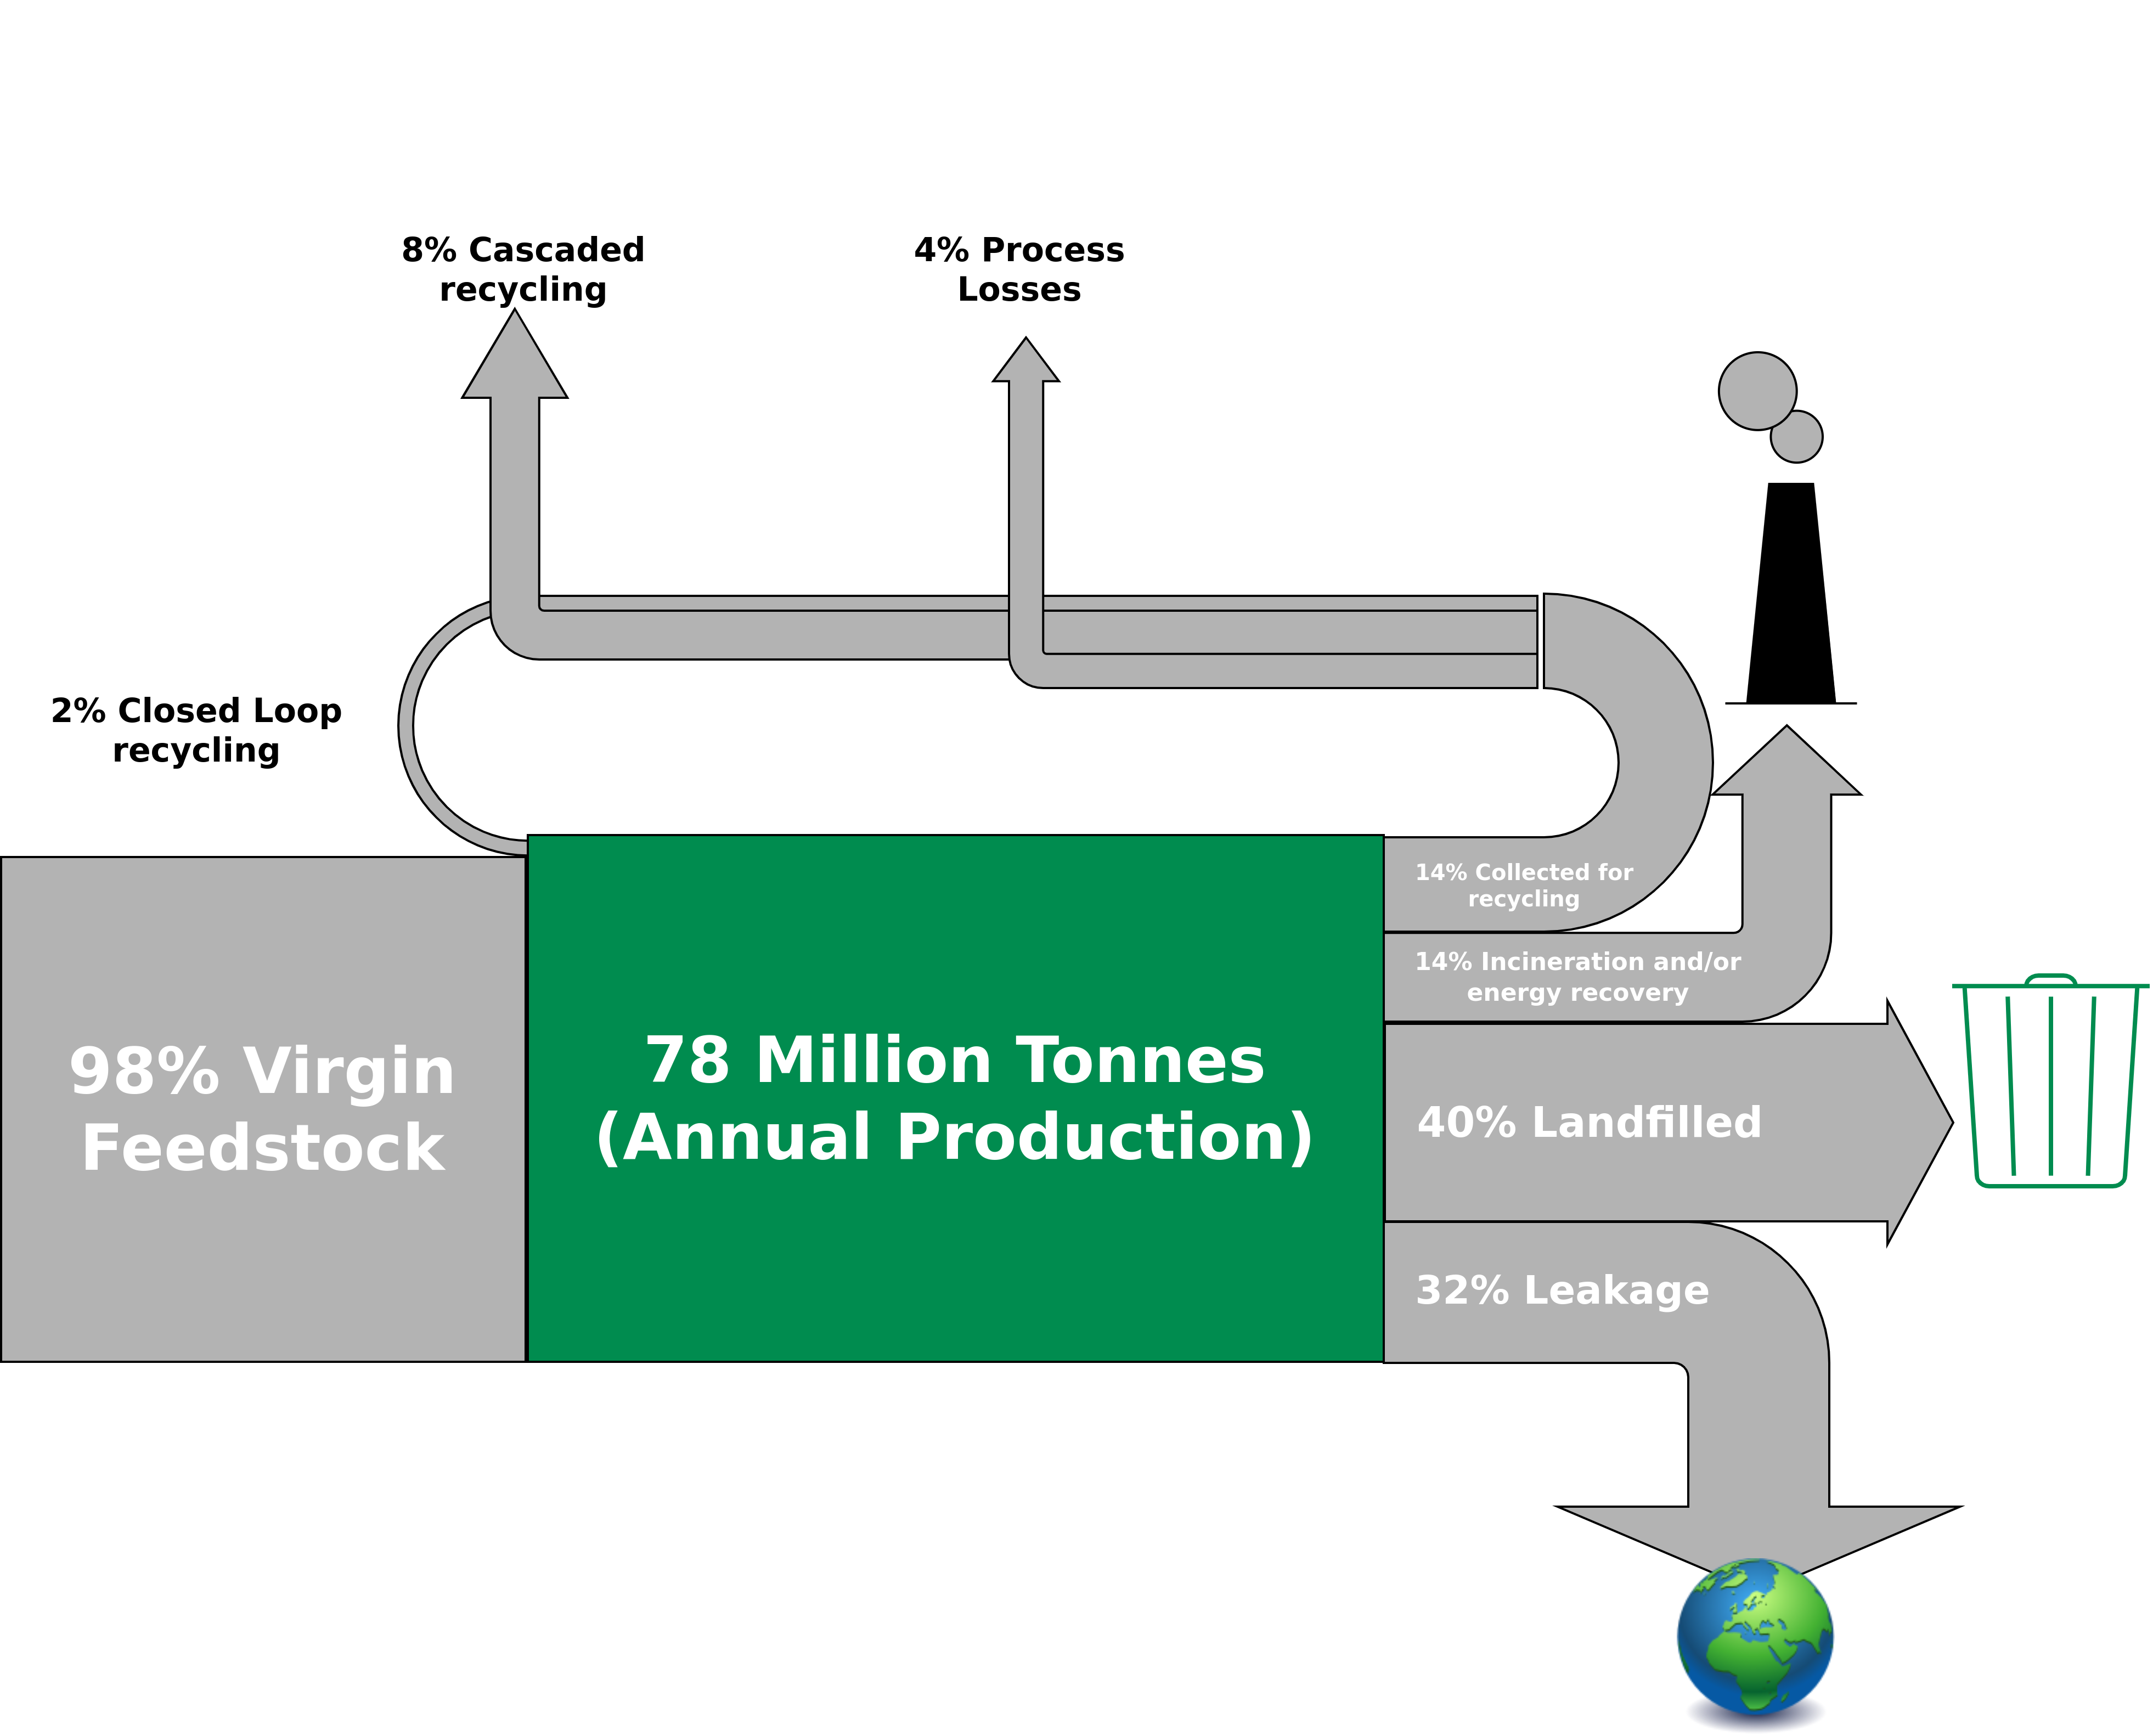 8% Cascaded
recycling
4% Process
Losses
2% Closed Loop
recycling
14% Collected for
recycling
14% Incineration and/or
energy recovery
98% Virgin
Feedstock
78 Million Tonnes
(Annual Production)
40% Landfilled
32% Leakage